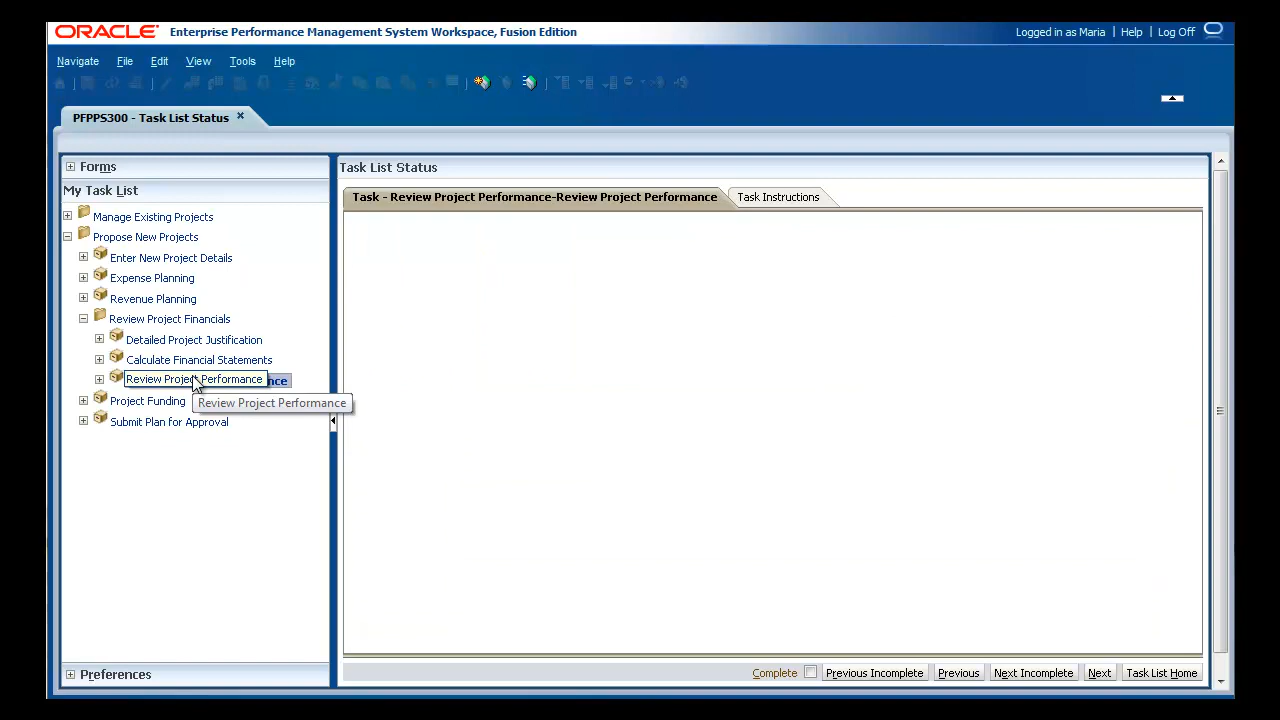 ORACLE Enterprise Performance Management System Workspace, Fusion Edition
Logged in as Maria | Help | Log Off
Navigate File Edit View Tools Help
PFPPS300 - Task List Status
Forms
My Task List
Manage Existing Projects
Propose New Projects
Enter New Project Details
Expense Planning
Revenue Planning
Review Project Financials
Detailed Project Justification
Calculate Financial Statements
Review Project Performance
Review Project Performance
Project Funding
Submit Plan for Approval
Preferences
Task List Status
Task - Review Project Performance-Review Project Performance
Task Instructions
Complete Previous Incomplete Previous Next Incomplete Next Task List Home